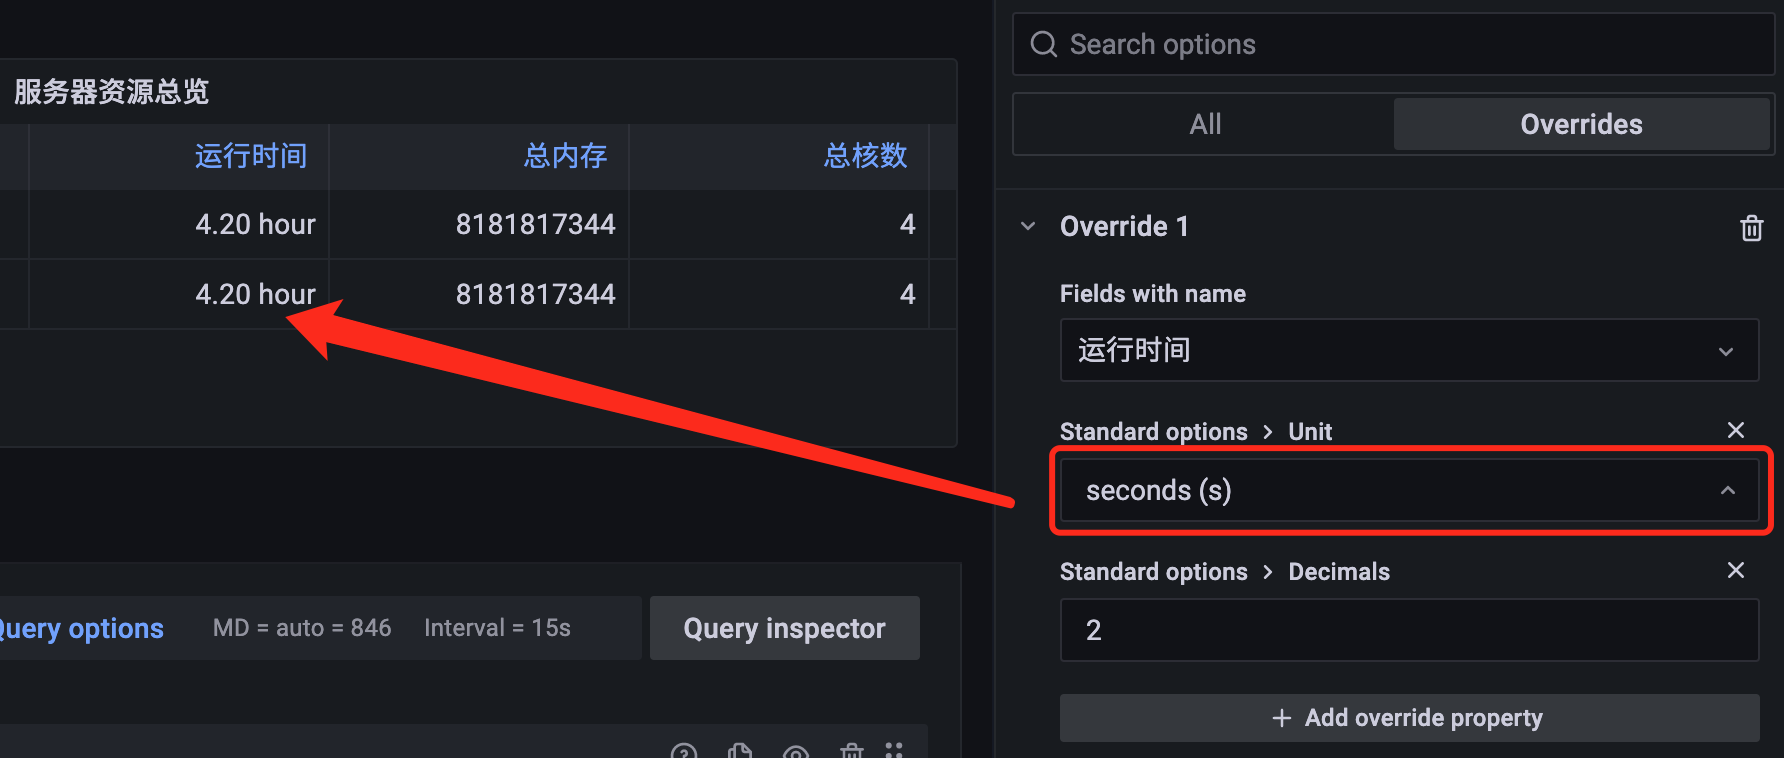 服务器资源总览
运行时间 总内存 总核数
4.20 hour 8181817344 4
4.20 hour 8181817344 4
Query options MD = auto = 846 Interval = 15s Query inspector
Search options
All Overrides
Override 1
Fields with name
运行时间
Standard options > Unit
seconds (s)
Standard options > Decimals
2
+ Add override property